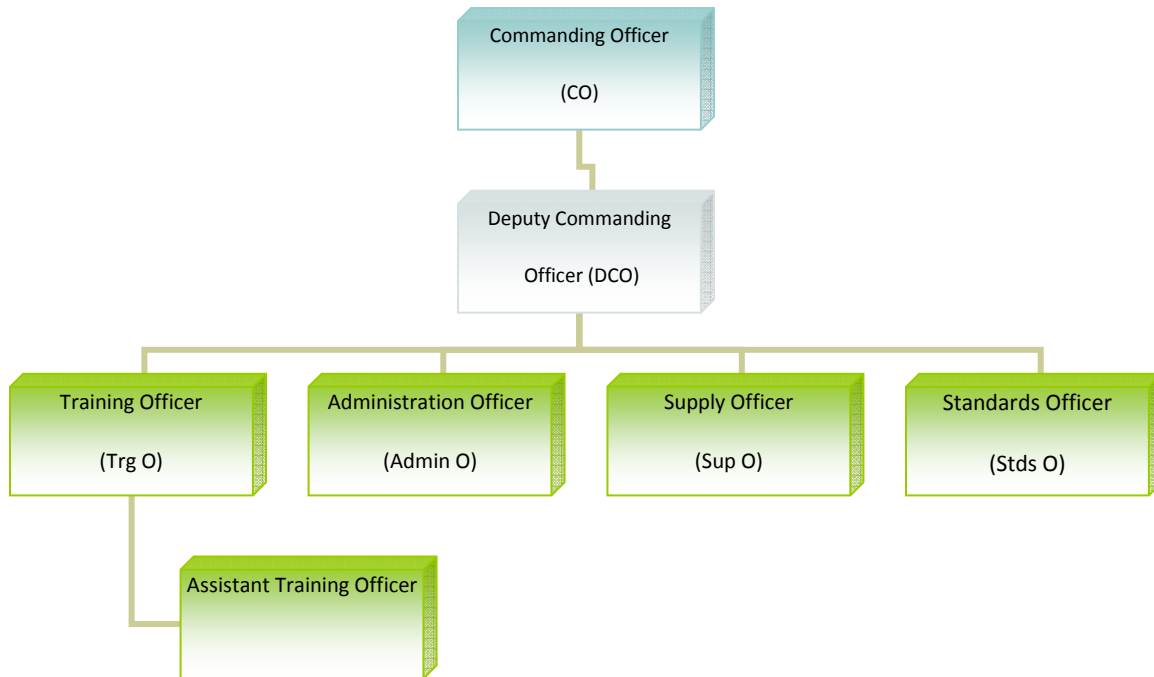 Commanding Officer
(CO)
Deputy Commanding
Officer (DCO)
Training Officer
(Trg O)
Administration Officer
(Admin O)
Supply Officer
(Sup O)
Standards Officer
(Stds O)
Assistant Training Officer